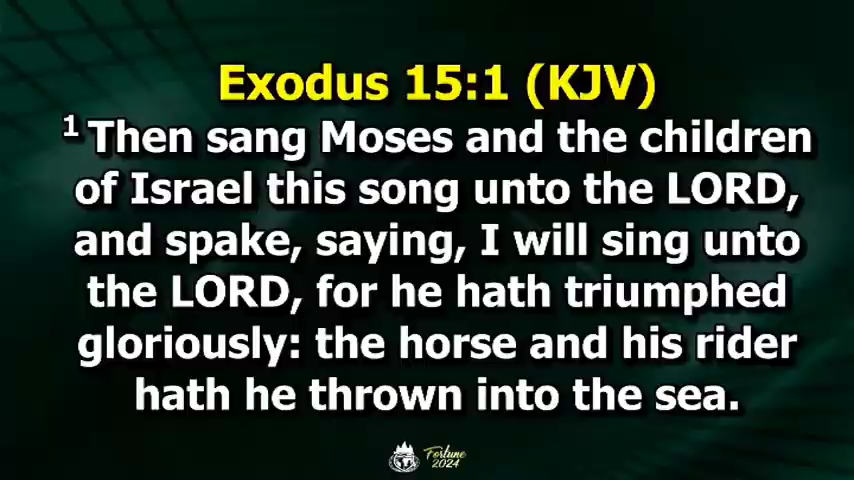 Exodus 15:1 (KJV)
1 Then sang Moses and the children
of Israel this song unto the LORD,
and spake, saying, I will sing unto
the LORD, for he hath triumphed
gloriously: the horse and his rider
hath he thrown into the sea.
Fortune
2024